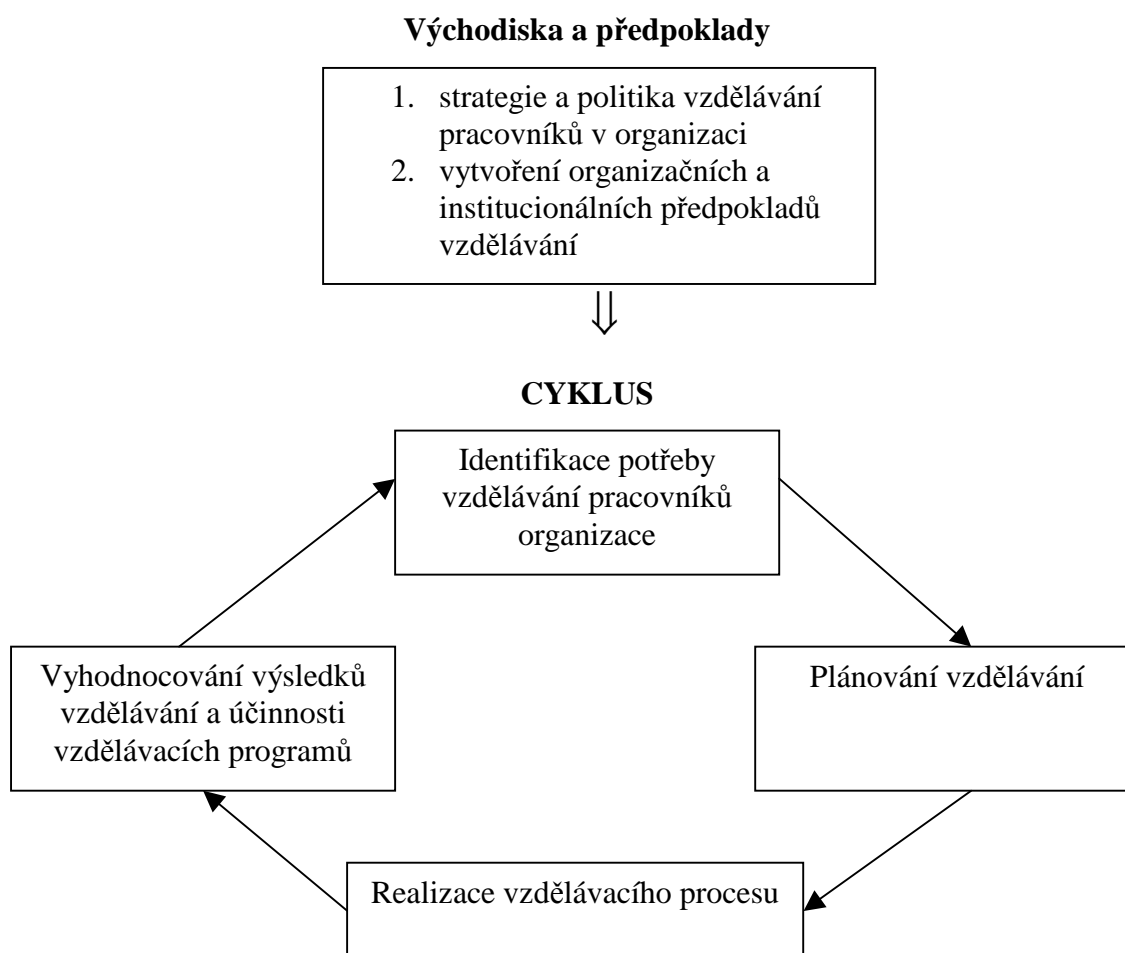 Východiska a předpoklady
1. strategie a politika vzdělávání
pracovníků v organizaci
2. vytvoření organizačních a
institucionálních předpokladů
vzdělávání
⇓
CYKLUS
Identifikace potřeby
vzdělávání pracovníků
organizace
Vyhodnocování výsledků
vzdělávání a účinnosti
vzdělávacích programů
Plánování vzdělávání
Realizace vzdělávacího procesu